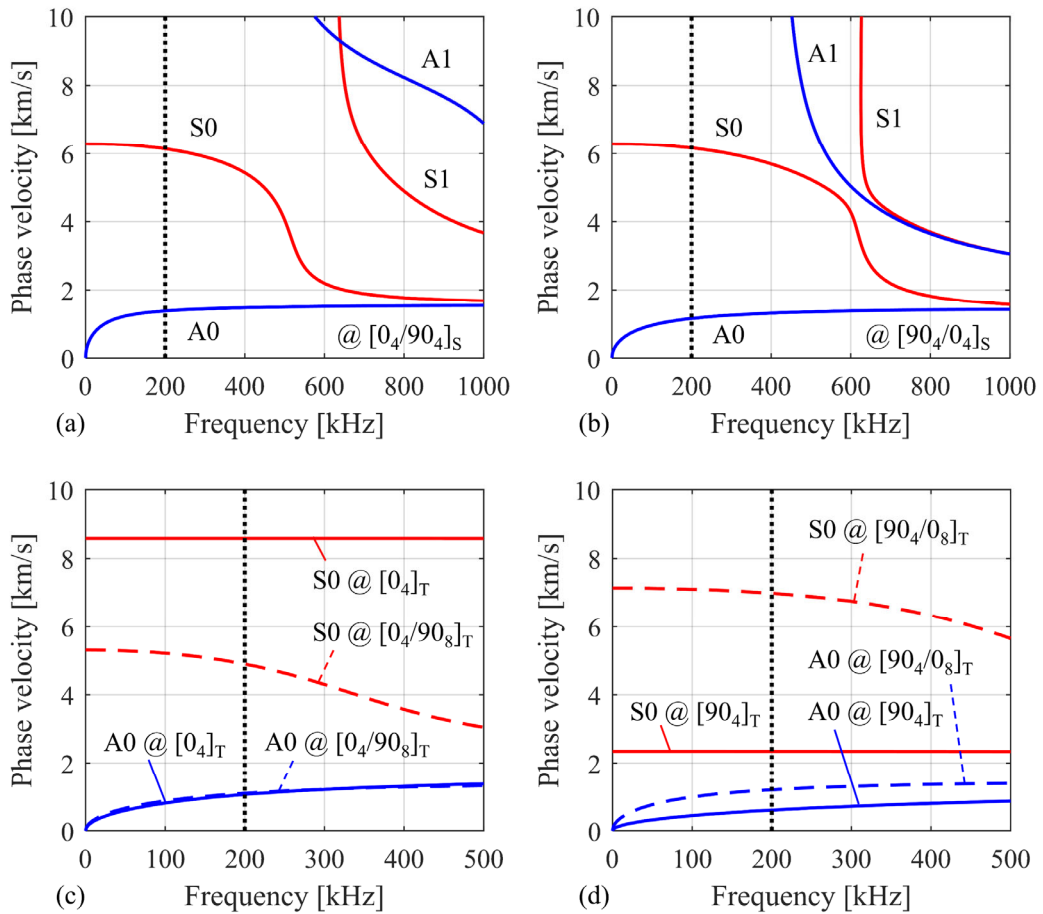 10
8
6
4
2
0
Phase velocity [km/s]
A1
S0
S1
A0
@ [0₄/90₄]S
0 200 400 600 800 1000
(a) Frequency [kHz]
10
8
6
4
2
0
Phase velocity [km/s]
A1
S0
S1
A0
@ [90₄/0₄]S
0 200 400 600 800 1000
(b) Frequency [kHz]
10
8
6
4
2
0
Phase velocity [km/s]
S0 @ [0₄]T
S0 @ [0₄/90₈]T
A0 @ [0₄]T A0 @ [0₄/90₈]T
0 100 200 300 400 500
(c) Frequency [kHz]
10
8
6
4
2
0
Phase velocity [km/s]
S0 @ [90₄/0₈]T
A0 @ [90₄/0₈]T
S0 @ [90₄]T A0 @ [90₄]T
0 100 200 300 400 500
(d) Frequency [kHz]